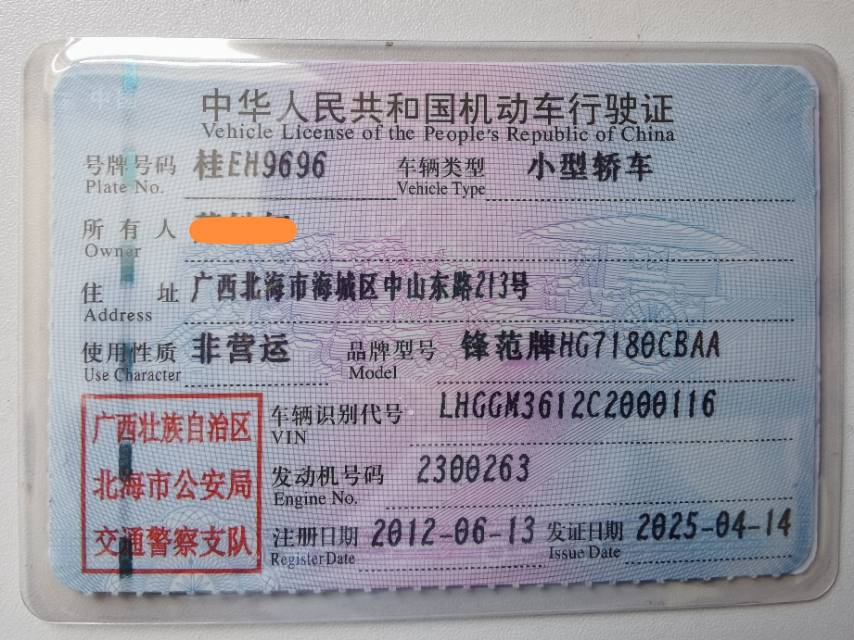 中华人民共和国机动车行驶证
Vehicle License of the People's Republic of China
号牌号码 桂EH9696 车辆类型 小型轿车
Plate No. Vehicle Type
所有人
Owner
住址 广西北海市海城区中山东路213号
Address
使用性质 非营运 品牌型号 锋范牌HG7180CBAA
Use Character Model
广西壮族自治区
北海市公安局
交通警察支队
车辆识别代号 LHGGM3612C2000116
VIN
发动机号码 2300263
Engine No.
注册日期 2012-06-13 发证日期 2025-04-14
Register Date Issue Date